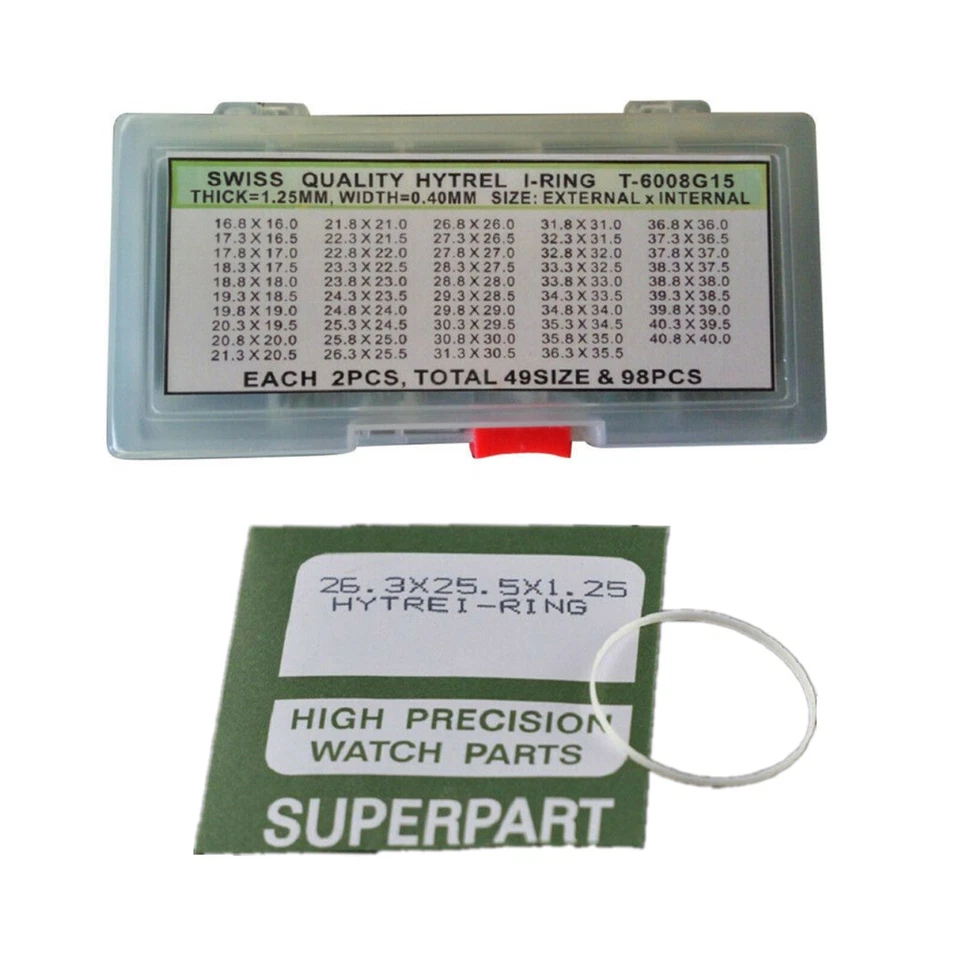 SWISS QUALITY HYTREL I-RING T-6008G15
THICK=1.25MM, WIDTH=0.40MM SIZE: EXTERNAL x INTERNAL
16.8 X 16.0 21.8 X 21.0 26.8 X 26.0 31.8 X 31.0 36.8 X 36.0
17.3 X 16.5 22.3 X 21.5 27.3 X 26.5 32.3 X 31.5 37.3 X 36.5
17.8 X 17.0 22.8 X 22.0 27.8 X 27.0 32.8 X 32.0 37.8 X 37.0
18.3 X 17.5 23.3 X 22.5 28.3 X 27.5 33.3 X 32.5 38.3 X 37.5
18.8 X 18.0 23.8 X 23.0 28.8 X 28.0 33.8 X 33.0 38.8 X 38.0
19.3 X 18.5 24.3 X 23.5 29.3 X 28.5 34.3 X 33.5 39.3 X 38.5
19.8 X 19.0 24.8 X 24.0 29.8 X 29.0 34.8 X 34.0 39.8 X 39.0
20.3 X 19.5 25.3 X 24.5 30.3 X 29.5 35.3 X 34.5 40.3 X 39.5
20.8 X 20.0 25.8 X 25.0 30.8 X 30.0 35.8 X 35.0 40.8 X 40.0
21.3 X 20.5 26.3 X 25.5 31.3 X 30.5 36.3 X 35.5
EACH 2PCS, TOTAL 49SIZE & 98PCS
26.3X25.5X1.25
HYTREI-RING
HIGH PRECISION
WATCH PARTS
SUPERPART